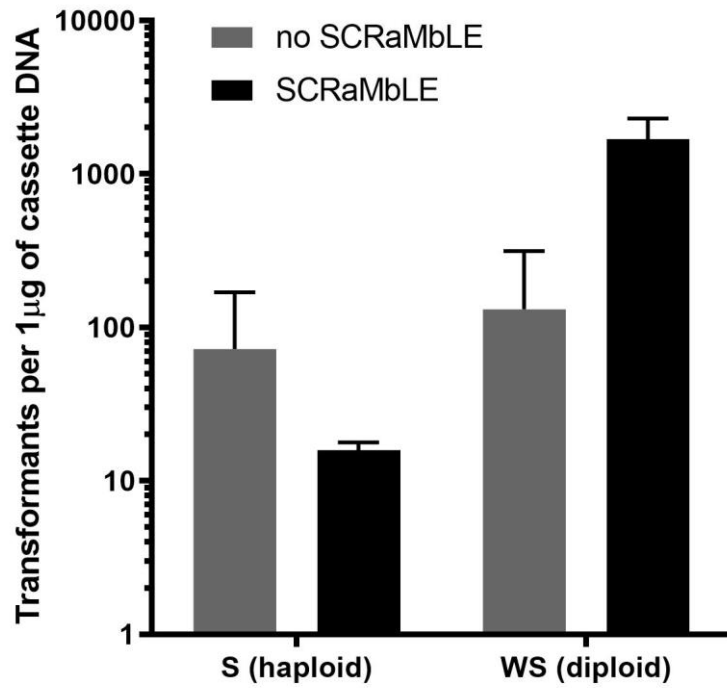 Transformants per 1μg of cassette DNA
10000
1000
100
10
1
no SCRaMbLE
SCRaMbLE
S (haploid)
WS (diploid)